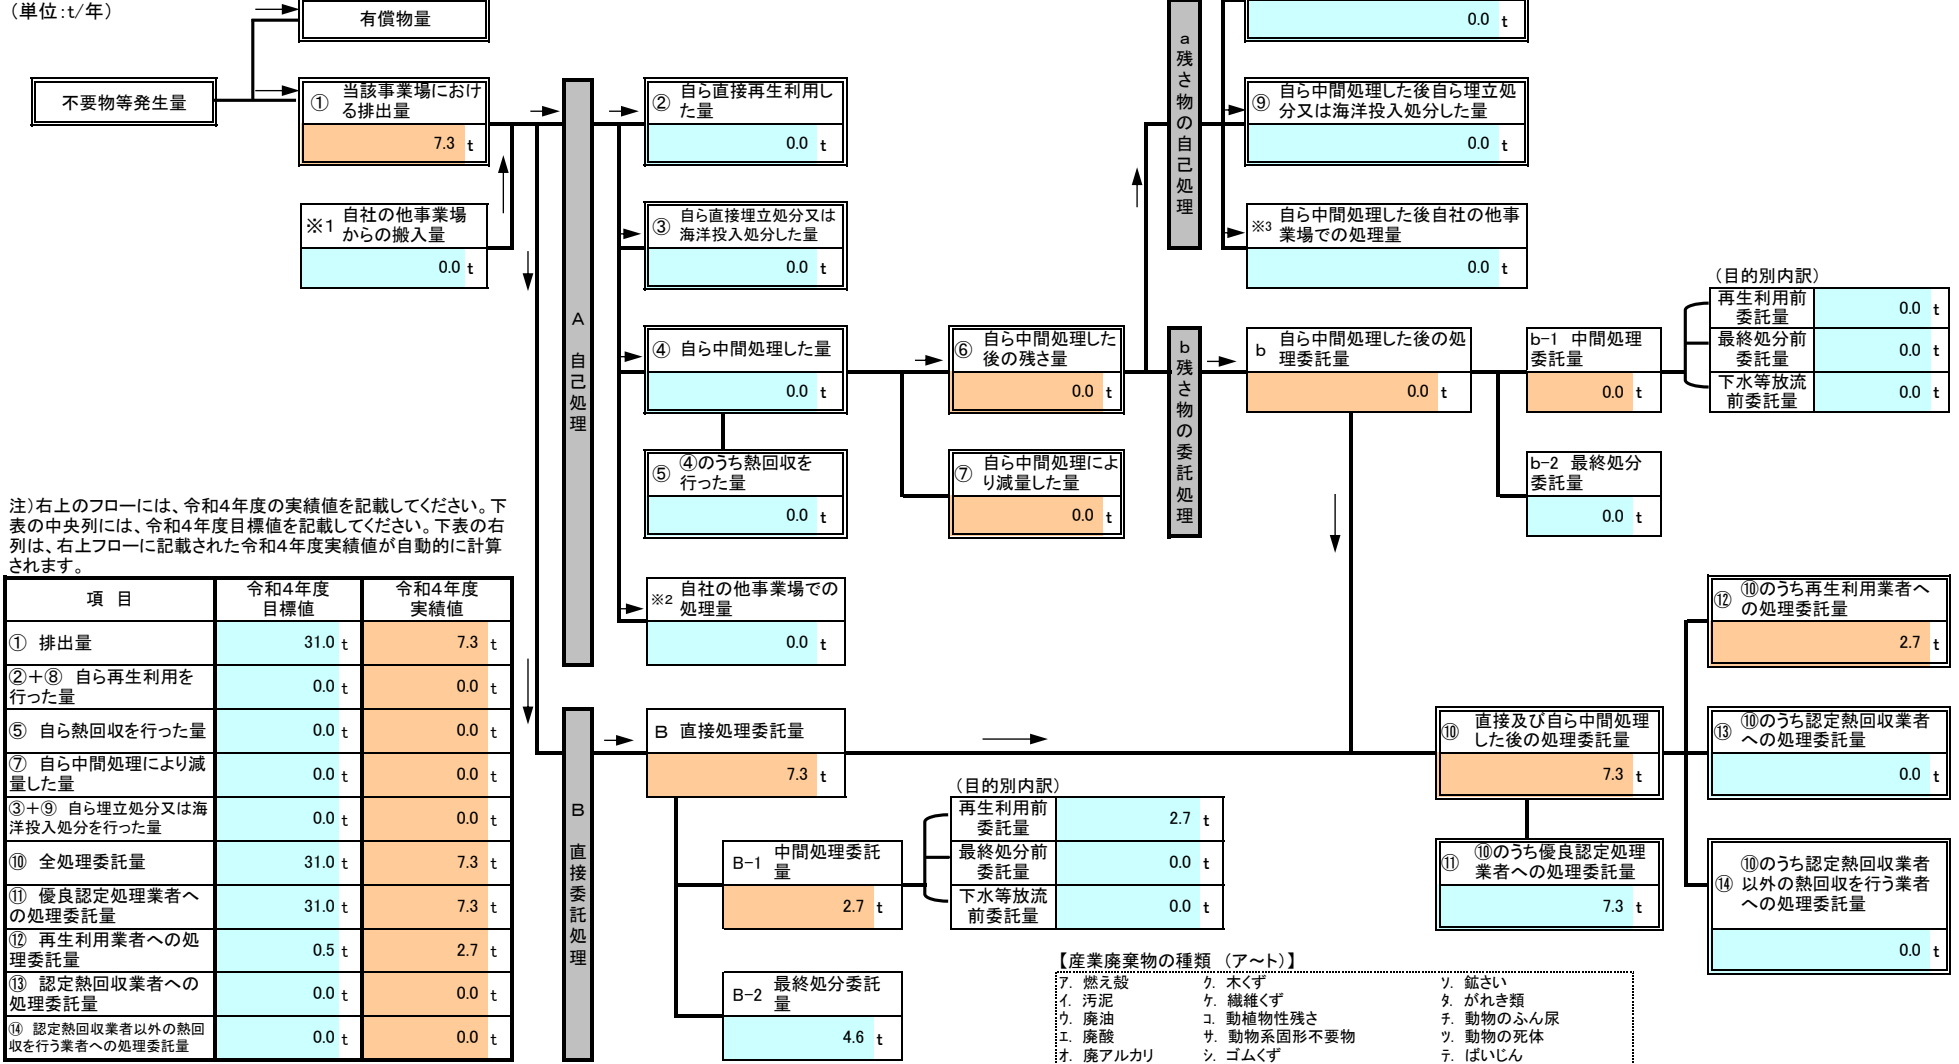 （単位：t/年）
有償物量
不要物等発生量
① 当該事業場におけ
る排出量
7.3 t
※1 自社の他事業場
からの搬入量
0.0 t
A 自己処理
② 自ら直接再生利用し
た量
0.0 t
③ 自ら直接埋立処分又は
海洋投入処分した量
0.0 t
④ 自ら中間処理した量
0.0 t
⑤ ④のうち熱回収を
行った量
0.0 t
※2 自社の他事業場での
処理量
0.0 t
⑥ 自ら中間処理した
後の残さ量
0.0 t
⑦ 自ら中間処理によ
り減量した量
0.0 t
a 残さ物の自己処理
0.0 t
⑨ 自ら中間処理した後自ら埋立処
分又は海洋投入処分した量
0.0 t
※3 自ら中間処理した後自社の他事
業場での処理量
0.0 t
b 残さ物の委託処理
b 自ら中間処理した後の処
理委託量
0.0 t
b-1 中間処理
委託量
0.0 t
b-2 最終処分
委託量
0.0 t
（目的別内訳）
再生利用前
委託量 0.0 t
最終処分前
委託量 0.0 t
下水等放流
前委託量 0.0 t
注）右上のフローには、令和４年度の実績値を記載してください。下
表の中央列には、令和４年度目標値を記載してください。下表の右
列は、右上フローに記載された令和４年度実績値が自動的に計算
されます。
項 目 令和４年度 令和４年度
目標値 実績値
① 排出量 31.0 t 7.3 t
②＋⑧ 自ら再生利用を
行った量 0.0 t 0.0 t
⑤ 自ら熱回収を行った量 0.0 t 0.0 t
⑦ 自ら中間処理により減
量した量 0.0 t 0.0 t
③＋⑨ 自ら埋立処分又は海
洋投入処分を行った量 0.0 t 0.0 t
⑩ 全処理委託量 31.0 t 7.3 t
⑪ 優良認定処理業者へ
の処理委託量 31.0 t 7.3 t
⑫ 再生利用業者への処
理委託量 0.5 t 2.7 t
⑬ 認定熱回収業者への
処理委託量 0.0 t 0.0 t
⑭ 認定熱回収業者以外の熱回
収を行う業者への処理委託量 0.0 t 0.0 t
B 直接委託処理
B 直接処理委託量
7.3 t
B-1 中間処理委託
量
2.7 t
B-2 最終処分委託
量
4.6 t
（目的別内訳）
再生利用前
委託量 2.7 t
最終処分前
委託量 0.0 t
下水等放流
前委託量 0.0 t
⑩ 直接及び自ら中間処理
した後の処理委託量
7.3 t
⑪ ⑩のうち優良認定処理
業者への処理委託量
7.3 t
⑫ ⑩のうち再生利用業者へ
の処理委託量
2.7 t
⑬ ⑩のうち認定熱回収業者
への処理委託量
0.0 t
⑭ ⑩のうち認定熱回収業者
以外の熱回収を行う業者
への処理委託量
0.0 t
【産業廃棄物の種類 （ア～ト）】
ア. 燃え殻 ク. 木くず ソ. 鉱さい
イ. 汚泥 ケ. 繊維くず タ. がれき類
ウ. 廃油 コ. 動植物性残さ チ. 動物のふん尿
エ. 廃酸 サ. 動物系固形不要物 ツ. 動物の死体
オ. 廃アルカリ シ. ゴムくず テ. ばいじん